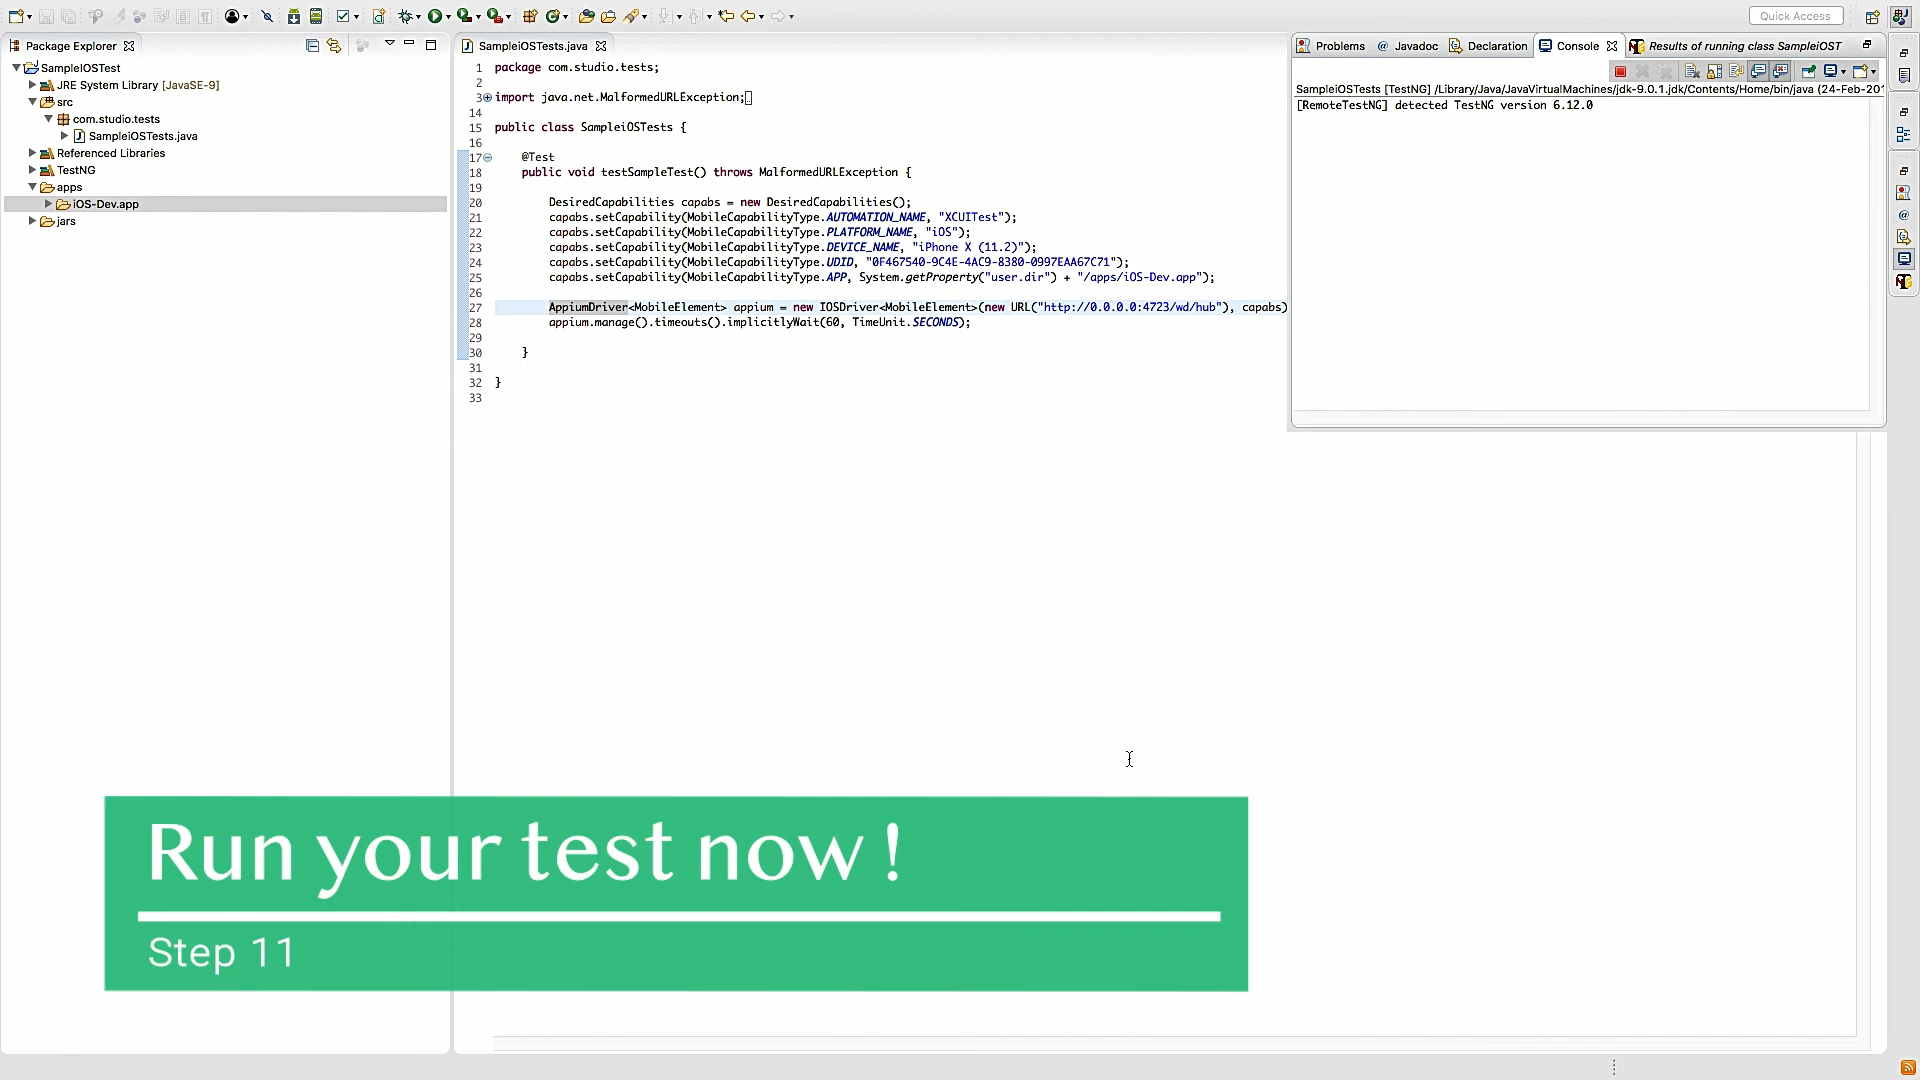 Quick Access
Package Explorer
SampleIOSTest
JRE System Library [JavaSE-9]
src
com.studio.tests
SampleiOSTests.java
Referenced Libraries
TestNG
apps
iOS-Dev.app
jars
SampleiOSTests.java
1 package com.studio.tests;
2
3 import java.net.MalformedURLException;
14
15 public class SampleiOSTests {
16
17 @Test
18 public void testSampleTest() throws MalformedURLException {
19
20 DesiredCapabilities capabs = new DesiredCapabilities();
21 capabs.setCapability(MobileCapabilityType.AUTOMATION_NAME, "XCUITest");
22 capabs.setCapability(MobileCapabilityType.PLATFORM_NAME, "iOS");
23 capabs.setCapability(MobileCapabilityType.DEVICE_NAME, "iPhone X (11.2)");
24 capabs.setCapability(MobileCapabilityType.UDID, "0F467540-9C4E-4AC9-8380-0997EAA67C71");
25 capabs.setCapability(MobileCapabilityType.APP, System.getProperty("user.dir") + "/apps/iOS-Dev.app");
26
27 AppiumDriver<MobileElement> appium = new IOSDriver<MobileElement>(new URL("http://0.0.0.0:4723/wd/hub"), capabs)
28 appium.manage().timeouts().implicitlyWait(60, TimeUnit.SECONDS);
29
30 }
31
32 }
33
Problems @ Javadoc Declaration Console Results of running class SampleiOST
SampleiOSTests [TestNG] /Library/Java/JavaVirtualMachines/jdk-9.0.1.jdk/Contents/Home/bin/java (24-Feb-201
[RemoteTestNG] detected TestNG version 6.12.0
Run your test now !
Step 11